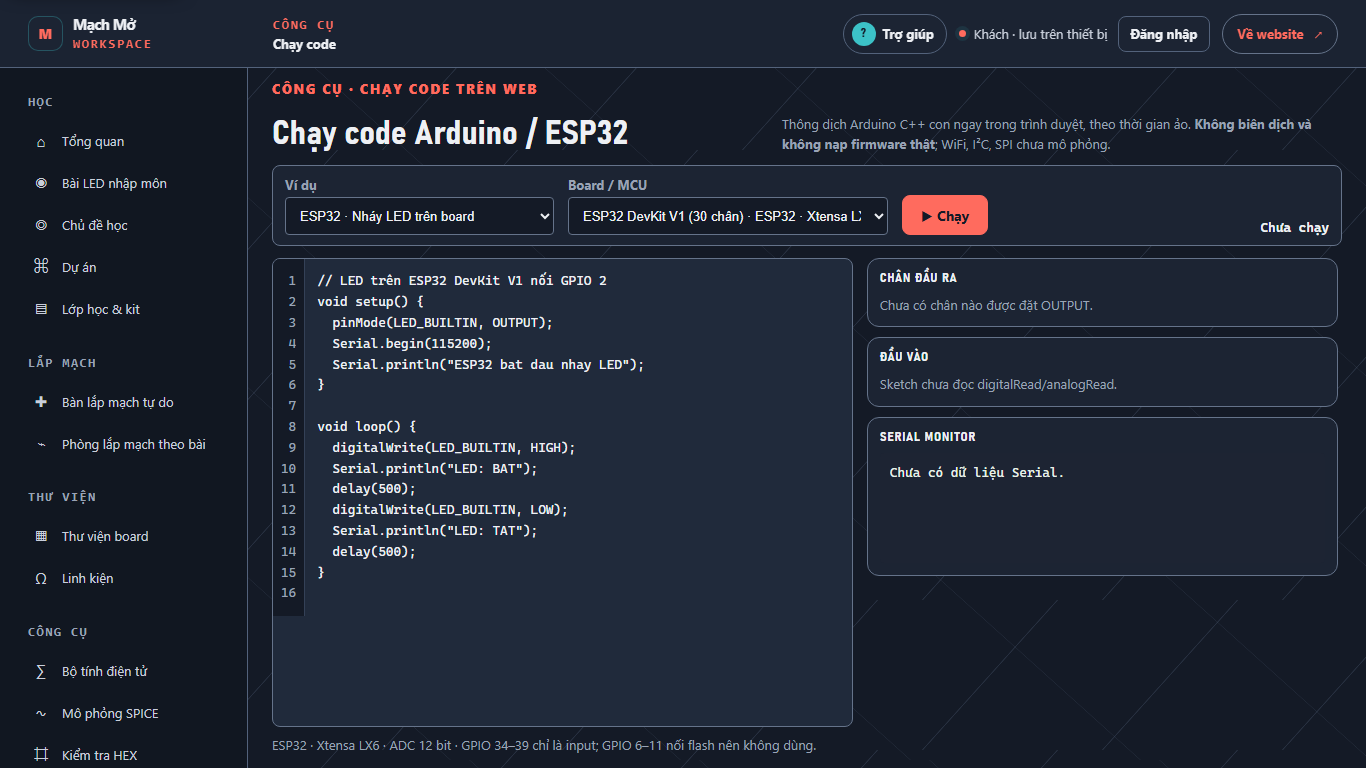 M
Mạch Mở
WORKSPACE
CÔNG CỤ
Chạy code
? Trợ giúp
Khách · lưu trên thiết bị
Đăng nhập
Về website ↗
HỌC
Tổng quan
Bài LED nhập môn
Chủ đề học
Dự án
Lớp học & kit
LẮP MẠCH
Bàn lắp mạch tự do
Phòng lắp mạch theo bài
THƯ VIỆN
Thư viện board
Ω Linh kiện
CÔNG CỤ
∑ Bộ tính điện tử
∿ Mô phỏng SPICE
Kiểm tra HEX
CÔNG CỤ · CHẠY CODE TRÊN WEB
Chạy code Arduino / ESP32
Thông dịch Arduino C++ con ngay trong trình duyệt, theo thời gian ảo. Không biên dịch và
không nạp firmware thật; WiFi, I²C, SPI chưa mô phỏng.
Ví dụ
ESP32 · Nháy LED trên board
Board / MCU
ESP32 DevKit V1 (30 chân) · ESP32 · Xtensa LX
▶ Chạy
Chưa chạy
1 // LED trên ESP32 DevKit V1 nối GPIO 2
2 void setup() {
3 pinMode(LED_BUILTIN, OUTPUT);
4 Serial.begin(115200);
5 Serial.println("ESP32 bat dau nhay LED");
6 }
7
8 void loop() {
9 digitalWrite(LED_BUILTIN, HIGH);
10 Serial.println("LED: BAT");
11 delay(500);
12 digitalWrite(LED_BUILTIN, LOW);
13 Serial.println("LED: TAT");
14 delay(500);
15 }
16
CHÂN ĐẦU RA
Chưa có chân nào được đặt OUTPUT.
ĐẦU VÀO
Sketch chưa đọc digitalRead/analogRead.
SERIAL MONITOR
Chưa có dữ liệu Serial.
ESP32 · Xtensa LX6 · ADC 12 bit · GPIO 34–39 chỉ là input; GPIO 6–11 nối flash nên không dùng.